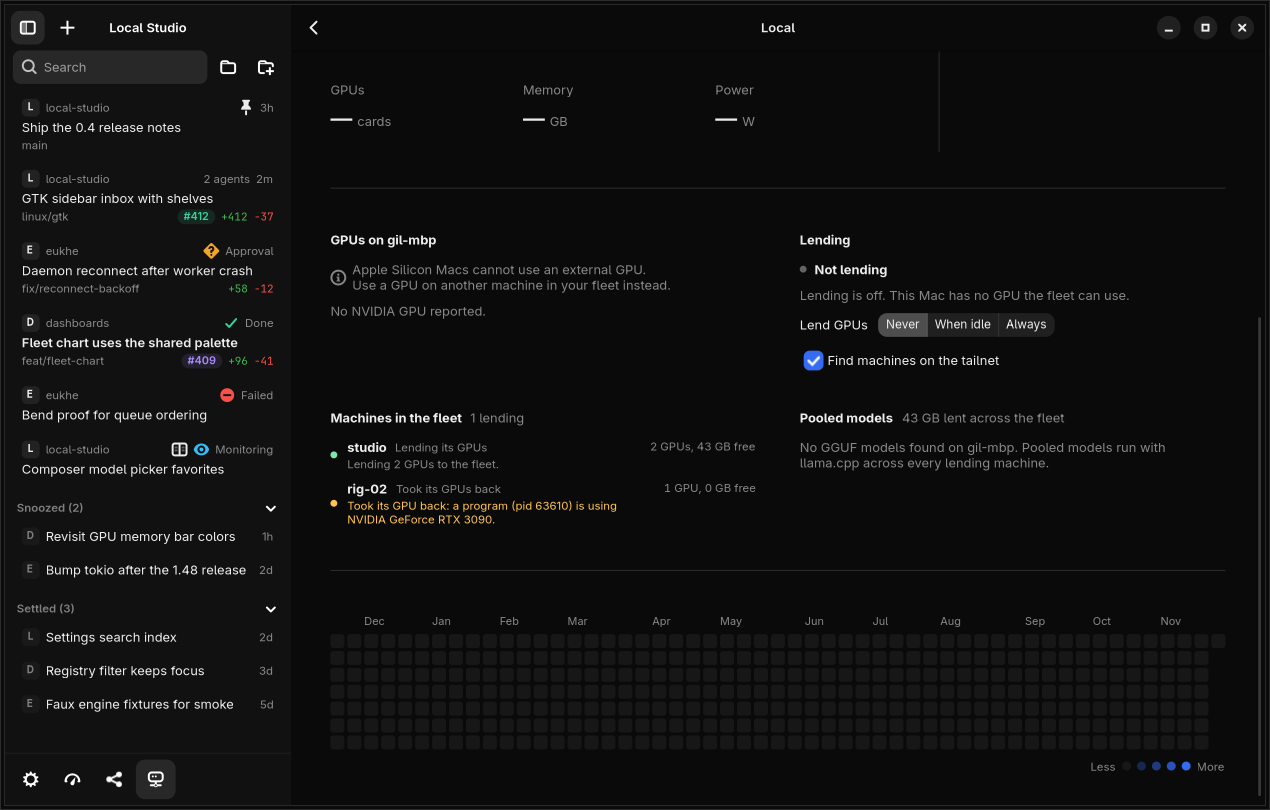 Local Studio
Search
L local-studio 3h
Ship the 0.4 release notes
main
L local-studio 2 agents 2m
GTK sidebar inbox with shelves
linux/gtk #412 +412 -37
E eukhe ? Approval
Daemon reconnect after worker crash
fix/reconnect-backoff +58 -12
D dashboards Done
Fleet chart uses the shared palette
feat/fleet-chart #409 +96 -41
E eukhe Failed
Bend proof for queue ordering
L local-studio Monitoring
Composer model picker favorites
Snoozed (2)
D Revisit GPU memory bar colors 1h
E Bump tokio after the 1.48 release 2d
Settled (3)
L Settings search index 2d
D Registry filter keeps focus 3d
E Faux engine fixtures for smoke 5d
Local
GPUs Memory Power
— cards — GB — W
GPUs on gil-mbp
Apple Silicon Macs cannot use an external GPU.
Use a GPU on another machine in your fleet instead.
No NVIDIA GPU reported.
Lending
Not lending
Lending is off. This Mac has no GPU the fleet can use.
Lend GPUs Never When idle Always
Find machines on the tailnet
Machines in the fleet 1 lending
studio Lending its GPUs 2 GPUs, 43 GB free
Lending 2 GPUs to the fleet.
rig-02 Took its GPUs back 1 GPU, 0 GB free
Took its GPU back: a program (pid 63610) is using
NVIDIA GeForce RTX 3090.
Pooled models 43 GB lent across the fleet
No GGUF models found on gil-mbp. Pooled models run with
llama.cpp across every lending machine.
Dec Jan Feb Mar Apr May Jun Jul Aug Sep Oct Nov
Less More